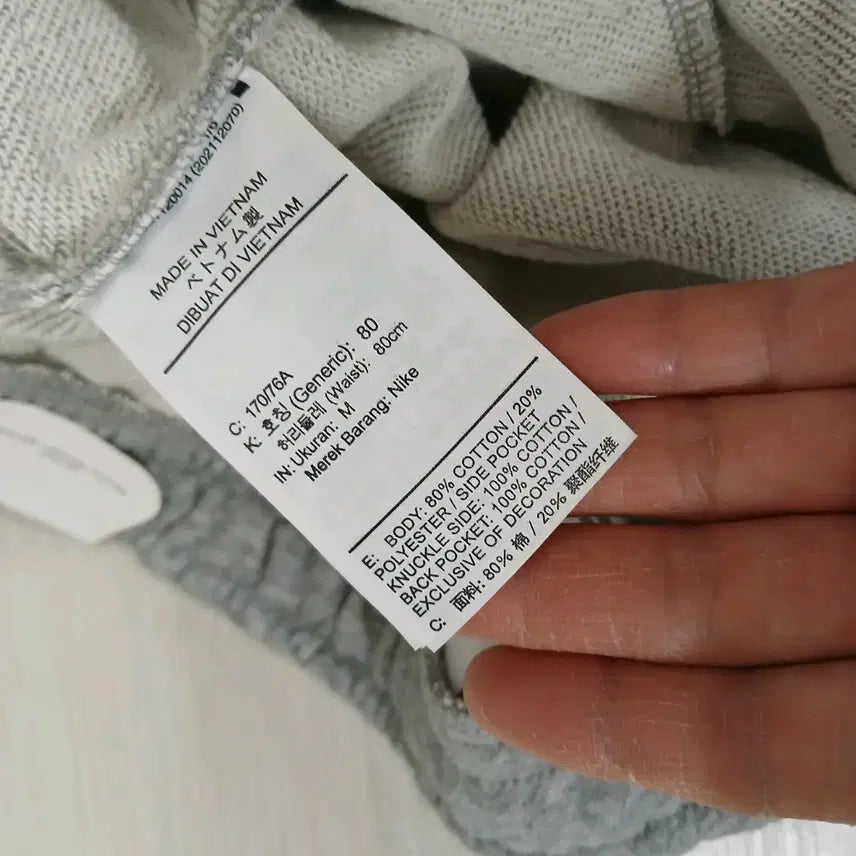 20014 (202112070)
MADE IN VIETNAM
ベトナム製
DIBUAT DI VIETNAM
C: 170/76A
K: 호칭 (Generic): 80
허리둘레 (Waist): 80cm
IN: Ukuran: M
Merek Barang: Nike
E: BODY: 80% COTTON / 20%
POLYESTER / SIDE POCKET
KNUCKLE SIDE: 100% COTTON /
BACK POCKET: 100% COTTON /
EXCLUSIVE OF DECORATION
C: 面料: 80% 棉 / 20% 聚酯纤维